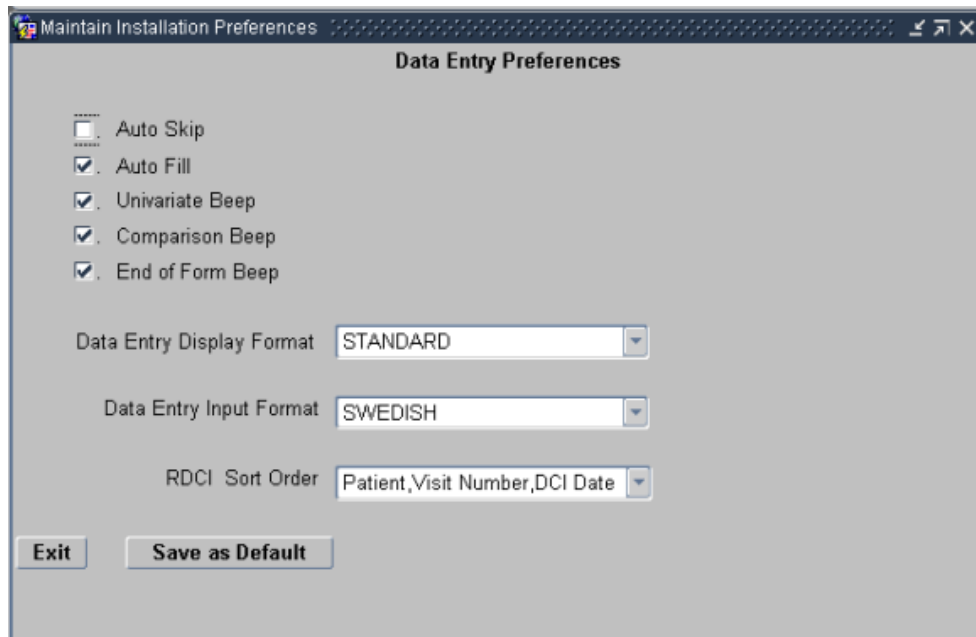 Maintain Installation Preferences
Data Entry Preferences
Auto Skip
Auto Fill
Univariate Beep
Comparison Beep
End of Form Beep
Data Entry Display Format STANDARD
Data Entry Input Format SWEDISH
RDCI Sort Order Patient,Visit Number,DCI Date
Exit Save as Default